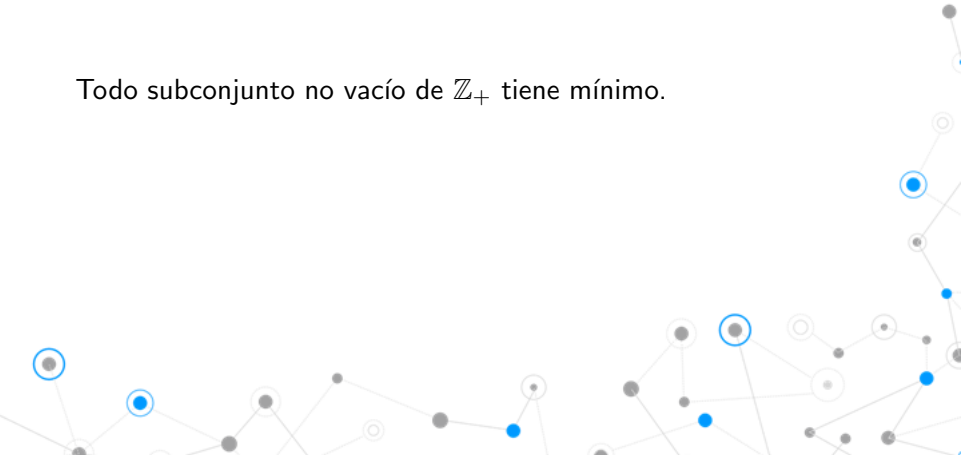 Todo subconjunto no vacío de ℤ₊ tiene mínimo.